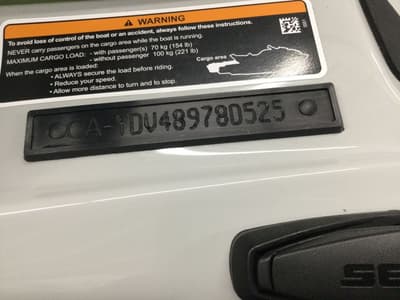 WARNING
To avoid loss of control of the boat or an accident, always follow these instructions.
NEVER carry passengers on the cargo area while the boat is running.
MAXIMUM CARGO LOAD: - with passenger(s) 70 kg (154 lb)
- without passenger 100 kg (221 lb)
When the cargo area is loaded:
• ALWAYS secure the load before riding.
• Reduce your speed.
• Allow more distance to turn and to stop.
Cargo area
CCA-YDV48978D525
SE